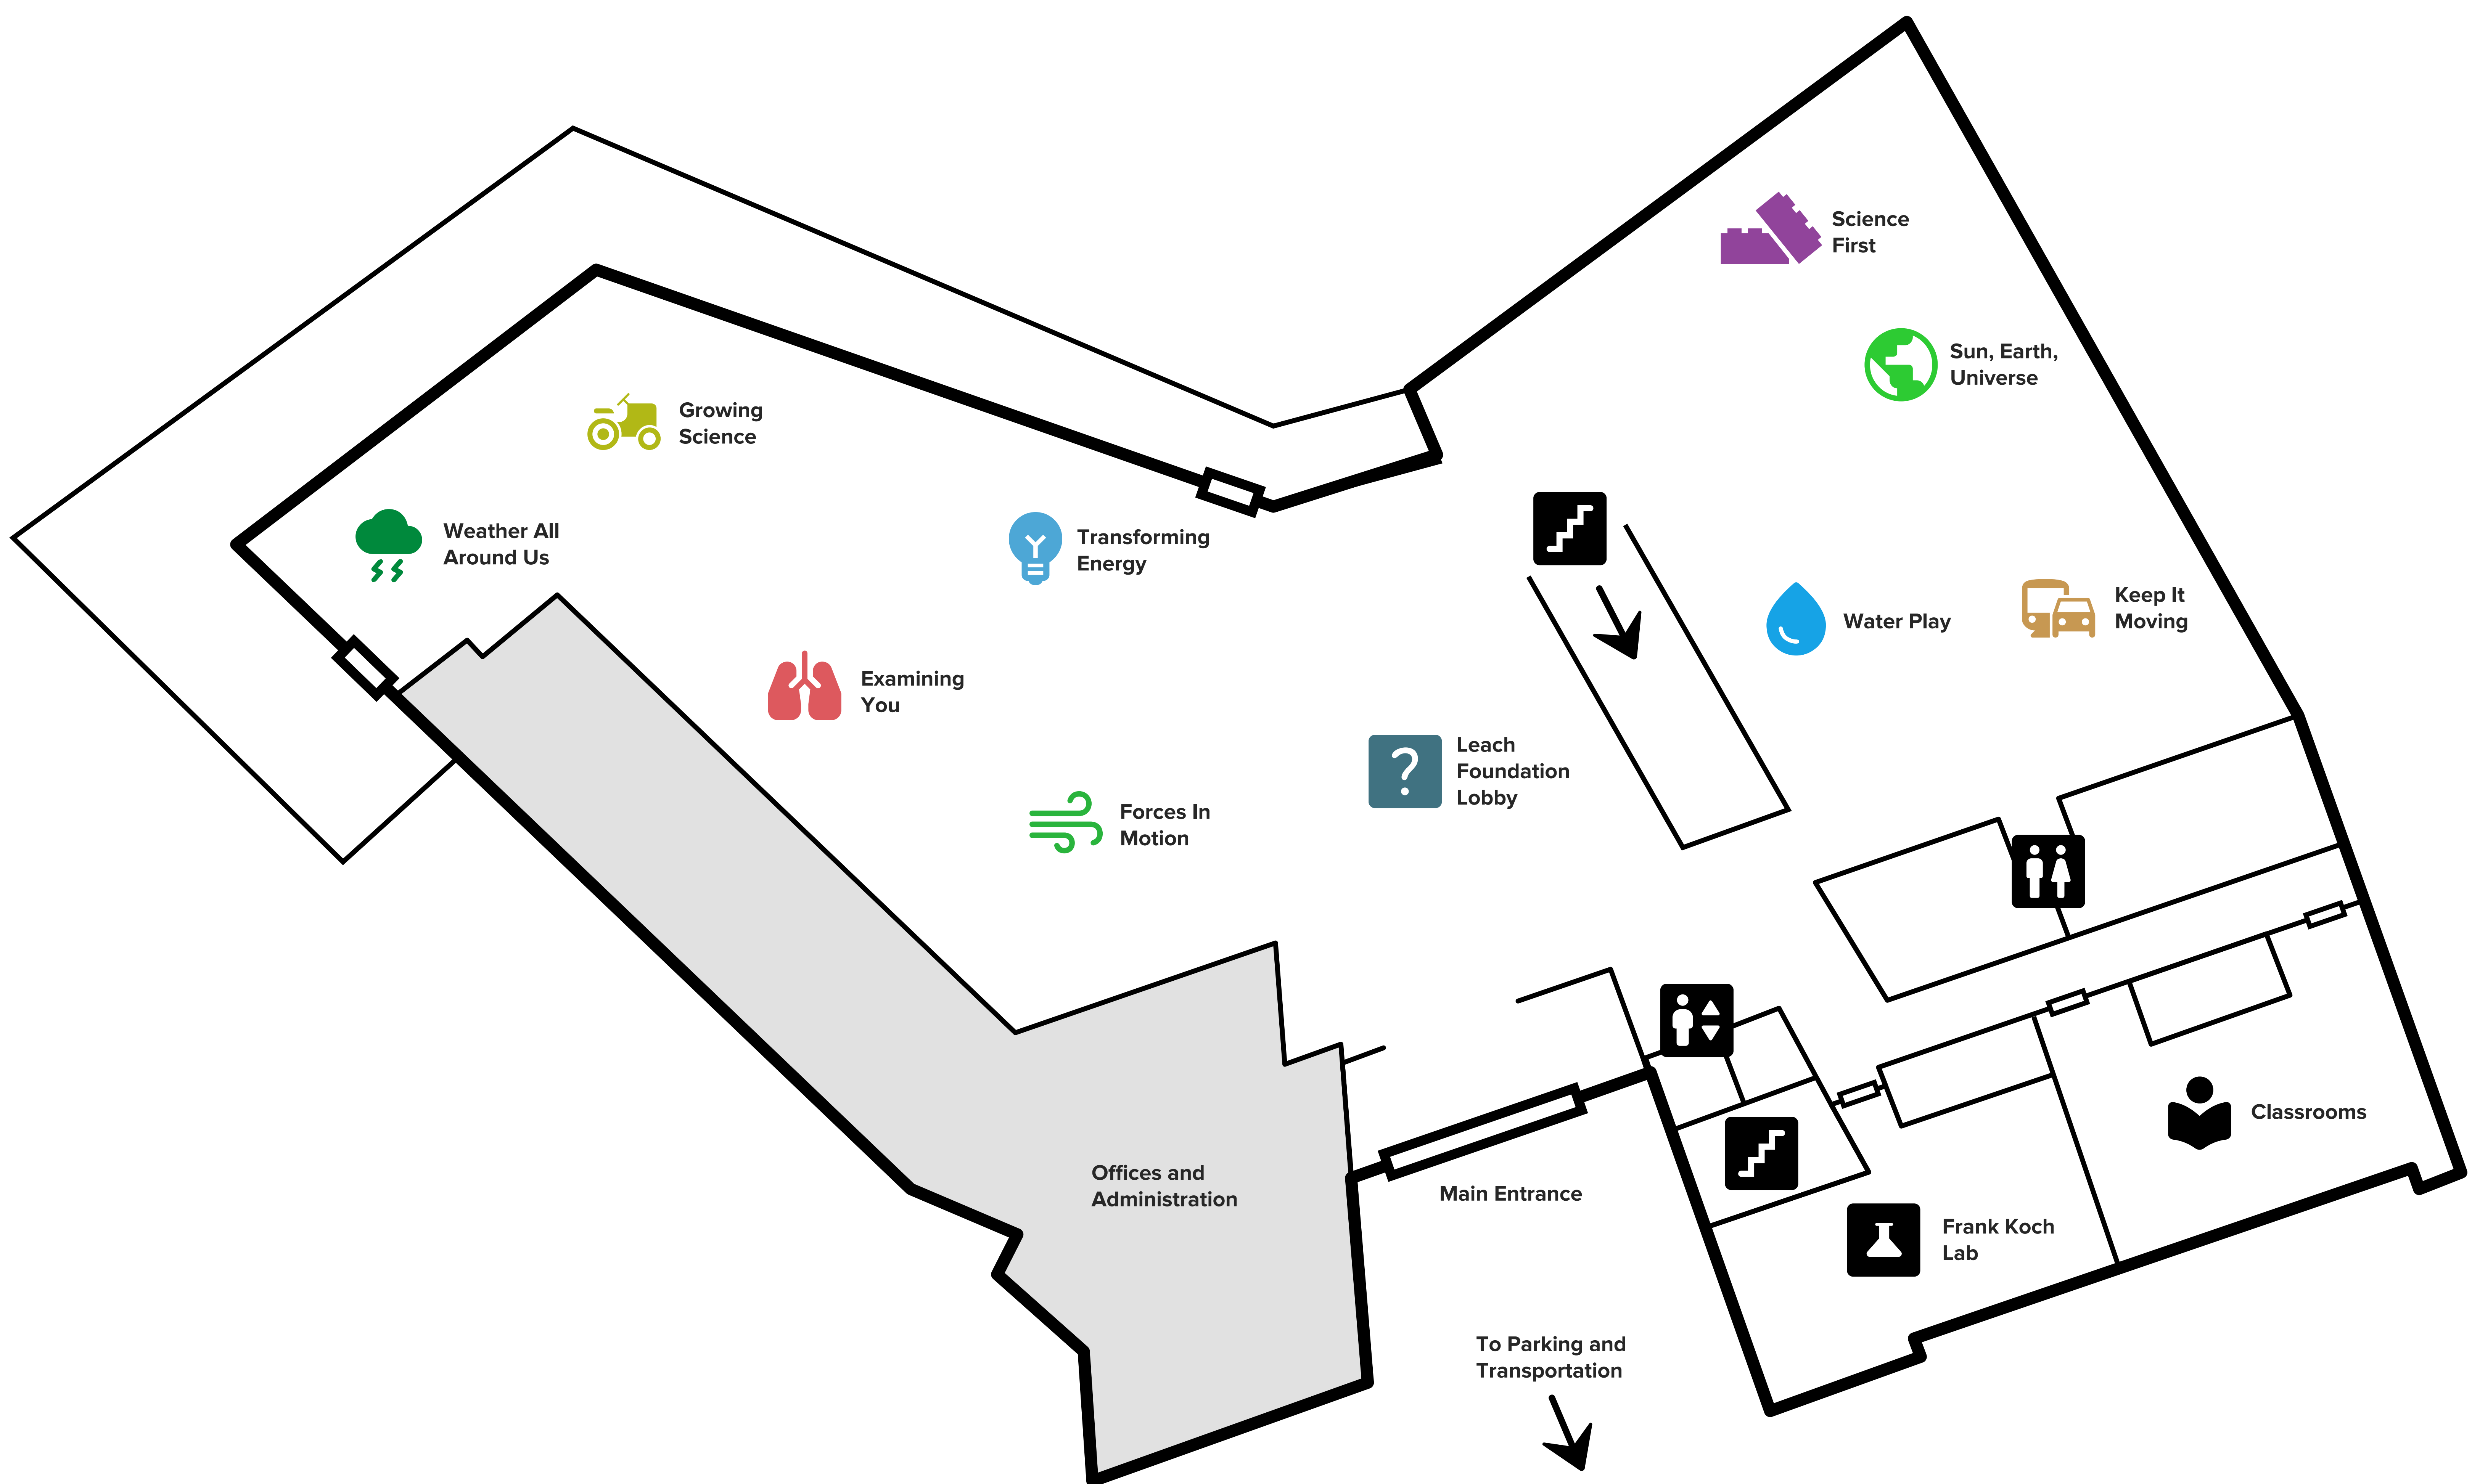 Science
First
Sun, Earth,
Universe
Growing
Science
Weather All
Around Us
Transforming
Energy
Keep It
Moving
Water Play
Examining
You
Leach
Foundation
Lobby
?
Forces In
Motion
Classrooms
Offices and
Administration
Main Entrance
Frank Koch
Lab
To Parking and
Transportation